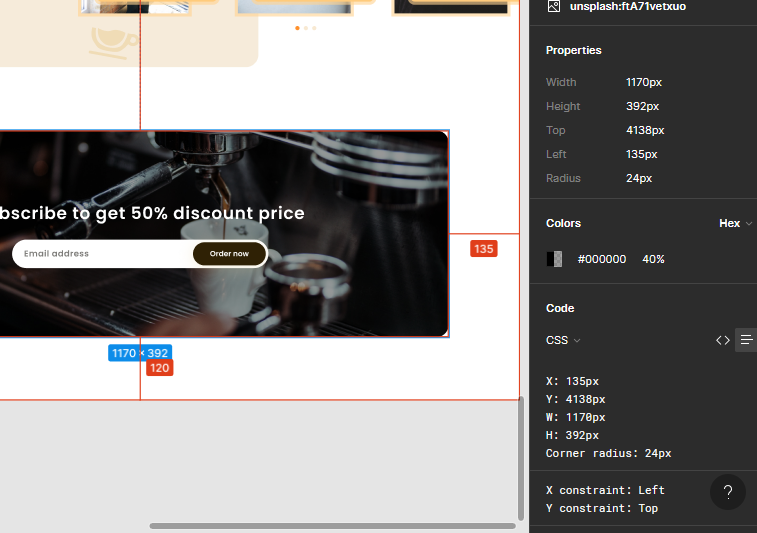 unsplash:ftA71vetxuo
Properties
Width 1170px
Height 392px
Top 4138px
Left 135px
Radius 24px
Colors Hex
#000000 40%
Code
CSS
X: 135px
Y: 4138px
W: 1170px
H: 392px
Corner radius: 24px
X constraint: Left
Y constraint: Top
?
bscribe to get 50% discount price
Email address Order now
135
1170 × 392
120